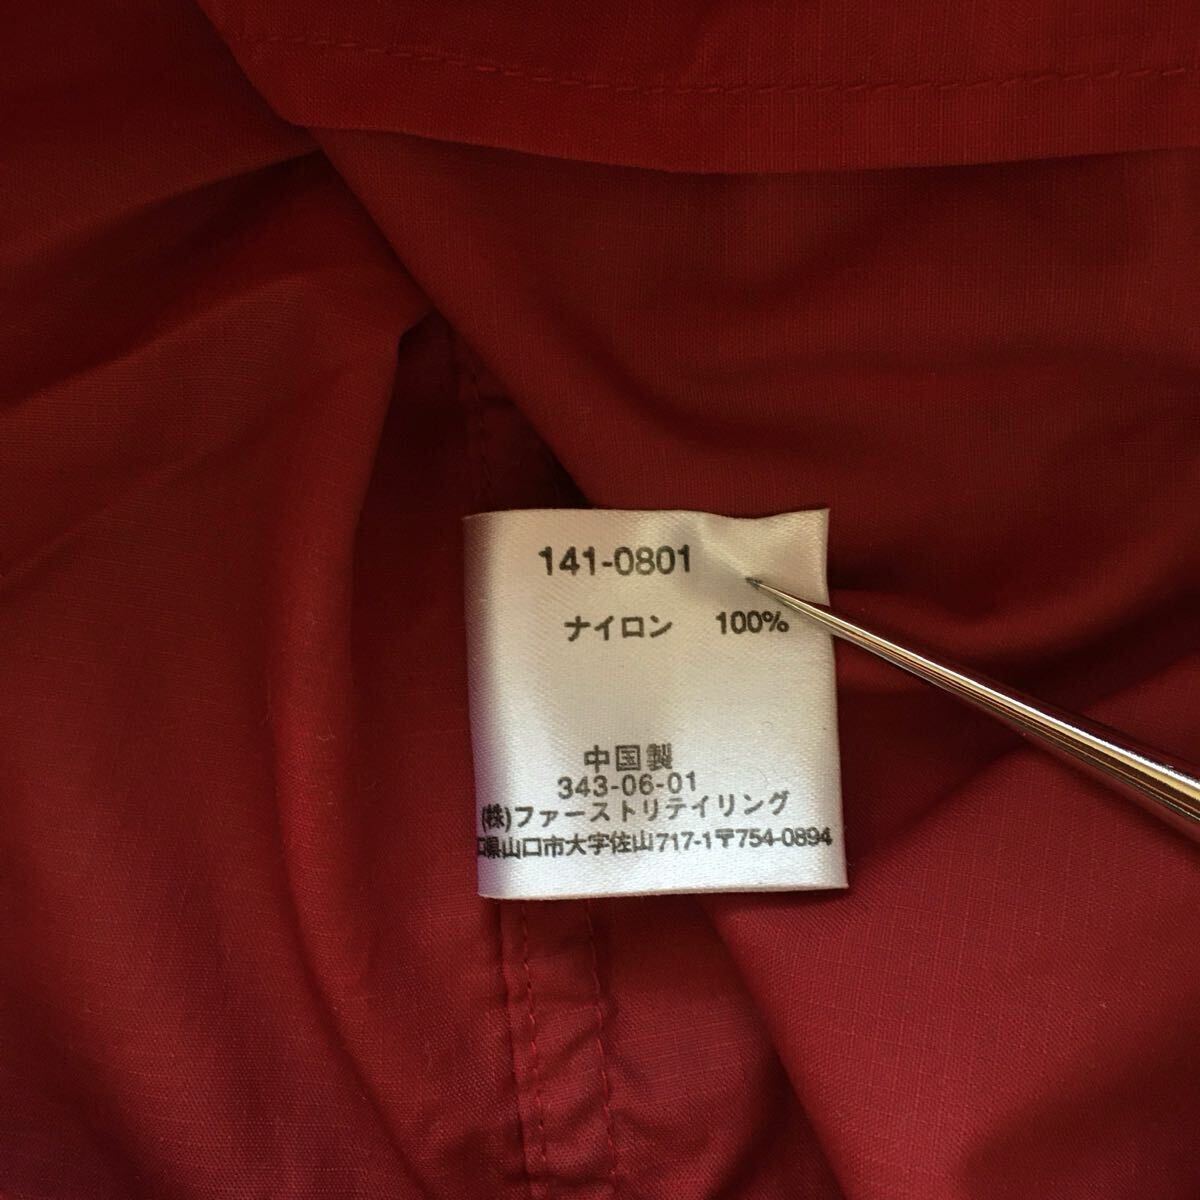 141-0801
ナイロン 100%
中国製
343-06-01
(株)ファーストリテイリング
口県山口市大字佐山717-1〒754-0894